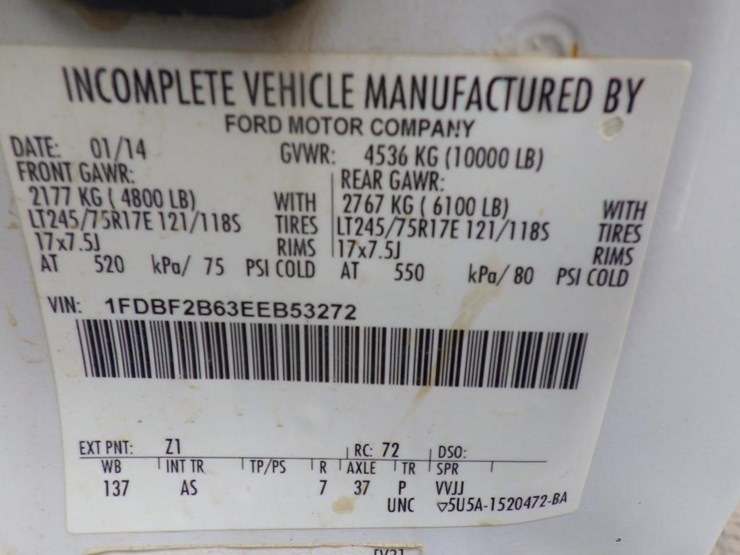 INCOMPLETE VEHICLE MANUFACTURED BY
FORD MOTOR COMPANY
DATE: 01/14 GVWR: 4536 KG (10000 LB)
FRONT GAWR: REAR GAWR:
2177 KG ( 4800 LB) WITH 2767 KG ( 6100 LB) WITH
LT245/75R17E 121/118S TIRES LT245/75R17E 121/118S TIRES
17x7.5J RIMS 17x7.5J RIMS
AT 520 kPa/ 75 PSI COLD AT 550 kPa/ 80 PSI COLD
VIN: 1FDBF2B63EEB53272
EXT PNT: Z1 RC: 72 DSO:
WB INT TR TP/PS R AXLE TR SPR
137 AS 7 37 P VVJJ
UNC ▽5U5A-1520472-BA